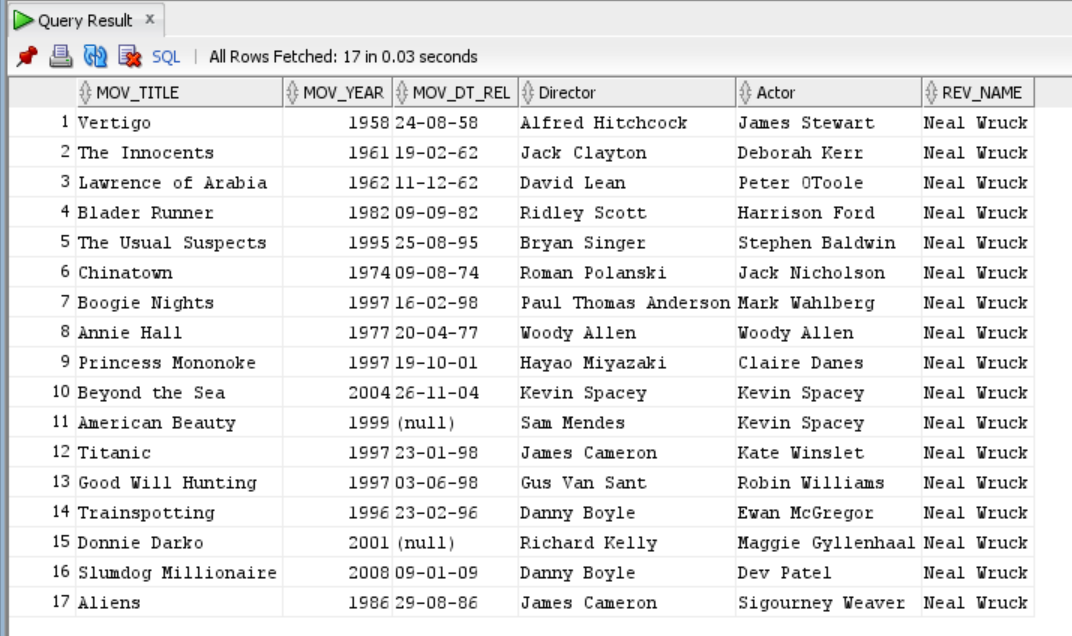 Query Result x
SQL | All Rows Fetched: 17 in 0.03 seconds
MOV_TITLE MOV_YEAR MOV_DT_REL Director Actor REV_NAME
1 Vertigo 1958 24-08-58 Alfred Hitchcock James Stewart Neal Wruck
2 The Innocents 1961 19-02-62 Jack Clayton Deborah Kerr Neal Wruck
3 Lawrence of Arabia 1962 11-12-62 David Lean Peter OToole Neal Wruck
4 Blader Runner 1982 09-09-82 Ridley Scott Harrison Ford Neal Wruck
5 The Usual Suspects 1995 25-08-95 Bryan Singer Stephen Baldwin Neal Wruck
6 Chinatown 1974 09-08-74 Roman Polanski Jack Nicholson Neal Wruck
7 Boogie Nights 1997 16-02-98 Paul Thomas Anderson Mark Wahlberg Neal Wruck
8 Annie Hall 1977 20-04-77 Woody Allen Woody Allen Neal Wruck
9 Princess Mononoke 1997 19-10-01 Hayao Miyazaki Claire Danes Neal Wruck
10 Beyond the Sea 2004 26-11-04 Kevin Spacey Kevin Spacey Neal Wruck
11 American Beauty 1999 (null) Sam Mendes Kevin Spacey Neal Wruck
12 Titanic 1997 23-01-98 James Cameron Kate Winslet Neal Wruck
13 Good Will Hunting 1997 03-06-98 Gus Van Sant Robin Williams Neal Wruck
14 Trainspotting 1996 23-02-96 Danny Boyle Ewan McGregor Neal Wruck
15 Donnie Darko 2001 (null) Richard Kelly Maggie Gyllenhaal Neal Wruck
16 Slumdog Millionaire 2008 09-01-09 Danny Boyle Dev Patel Neal Wruck
17 Aliens 1986 29-08-86 James Cameron Sigourney Weaver Neal Wruck